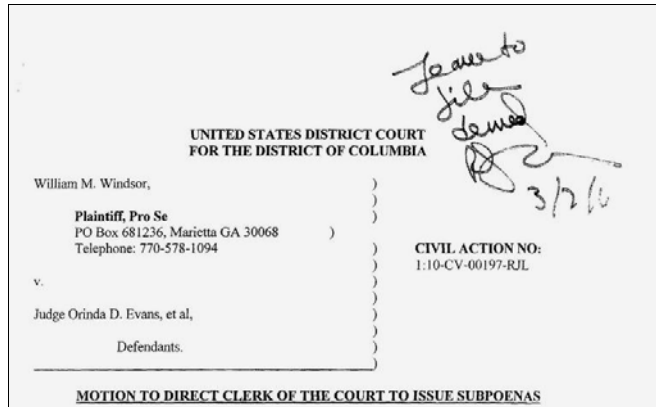 Leave to
file
denied
UNITED STATES DISTRICT COURT
FOR THE DISTRICT OF COLUMBIA
3/2/1
William M. Windsor,
Plaintiff, Pro Se
PO Box 681236, Marietta GA 30068
Telephone: 770-578-1094
v.
Judge Orinda D. Evans, et al,
Defendants.
CIVIL ACTION NO:
1:10-CV-00197-RJL
MOTION TO DIRECT CLERK OF THE COURT TO ISSUE SUBPOENAS